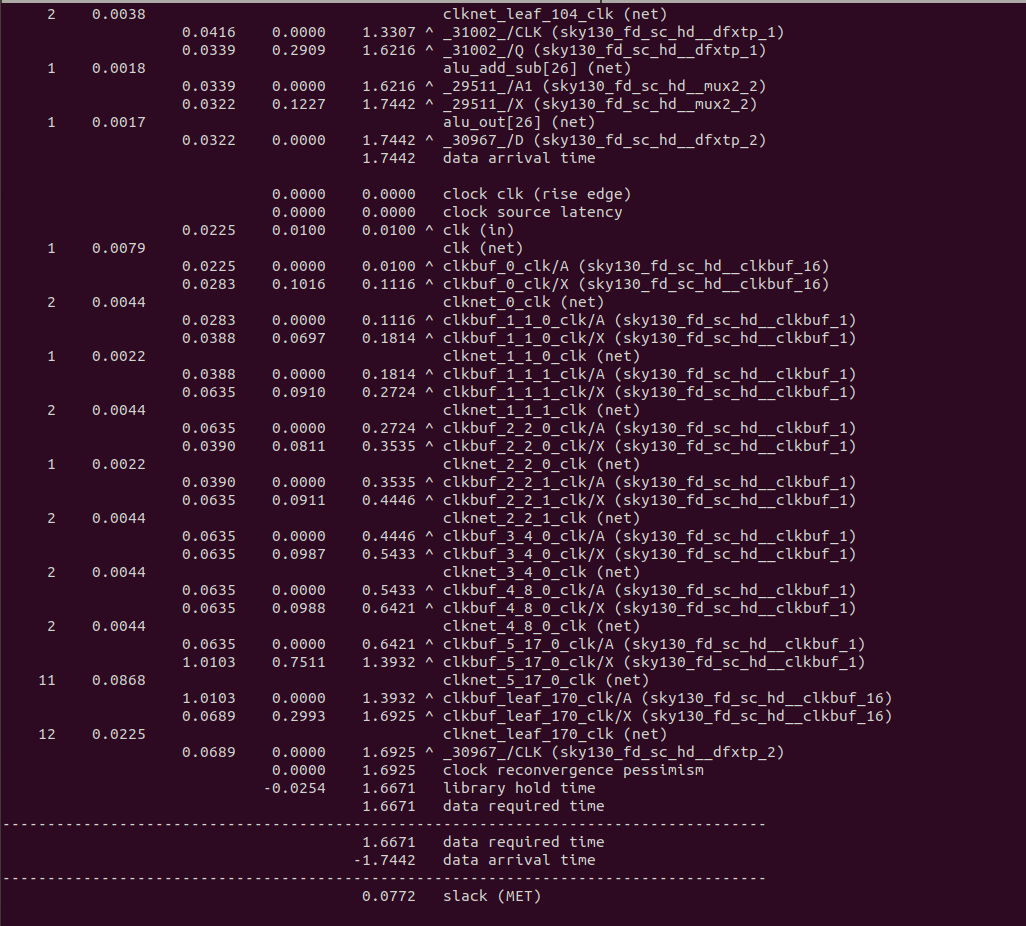 2 0.0038 clknet_leaf_104_clk (net)
0.0416 0.0000 1.3307 ^ _31002_/CLK (sky130_fd_sc_hd__dfxtp_1)
0.0339 0.2909 1.6216 ^ _31002_/Q (sky130_fd_sc_hd__dfxtp_1)
1 0.0018 alu_add_sub[26] (net)
0.0339 0.0000 1.6216 ^ _29511_/A1 (sky130_fd_sc_hd__mux2_2)
0.0322 0.1227 1.7442 ^ _29511_/X (sky130_fd_sc_hd__mux2_2)
1 0.0017 alu_out[26] (net)
0.0322 0.0000 1.7442 ^ _30967_/D (sky130_fd_sc_hd__dfxtp_2)
1.7442 data arrival time
0.0000 0.0000 clock clk (rise edge)
0.0000 0.0000 clock source latency
0.0225 0.0100 0.0100 ^ clk (in)
1 0.0079 clk (net)
0.0225 0.0000 0.0100 ^ clkbuf_0_clk/A (sky130_fd_sc_hd__clkbuf_16)
0.0283 0.1016 0.1116 ^ clkbuf_0_clk/X (sky130_fd_sc_hd__clkbuf_16)
2 0.0044 clknet_0_clk (net)
0.0283 0.0000 0.1116 ^ clkbuf_1_1_0_clk/A (sky130_fd_sc_hd__clkbuf_1)
0.0388 0.0697 0.1814 ^ clkbuf_1_1_0_clk/X (sky130_fd_sc_hd__clkbuf_1)
1 0.0022 clknet_1_1_0_clk (net)
0.0388 0.0000 0.1814 ^ clkbuf_1_1_1_clk/A (sky130_fd_sc_hd__clkbuf_1)
0.0635 0.0910 0.2724 ^ clkbuf_1_1_1_clk/X (sky130_fd_sc_hd__clkbuf_1)
2 0.0044 clknet_1_1_1_clk (net)
0.0635 0.0000 0.2724 ^ clkbuf_2_2_0_clk/A (sky130_fd_sc_hd__clkbuf_1)
0.0390 0.0811 0.3535 ^ clkbuf_2_2_0_clk/X (sky130_fd_sc_hd__clkbuf_1)
1 0.0022 clknet_2_2_0_clk (net)
0.0390 0.0000 0.3535 ^ clkbuf_2_2_1_clk/A (sky130_fd_sc_hd__clkbuf_1)
0.0635 0.0911 0.4446 ^ clkbuf_2_2_1_clk/X (sky130_fd_sc_hd__clkbuf_1)
2 0.0044 clknet_2_2_1_clk (net)
0.0635 0.0000 0.4446 ^ clkbuf_3_4_0_clk/A (sky130_fd_sc_hd__clkbuf_1)
0.0635 0.0987 0.5433 ^ clkbuf_3_4_0_clk/X (sky130_fd_sc_hd__clkbuf_1)
2 0.0044 clknet_3_4_0_clk (net)
0.0635 0.0000 0.5433 ^ clkbuf_4_8_0_clk/A (sky130_fd_sc_hd__clkbuf_1)
0.0635 0.0988 0.6421 ^ clkbuf_4_8_0_clk/X (sky130_fd_sc_hd__clkbuf_1)
2 0.0044 clknet_4_8_0_clk (net)
0.0635 0.0000 0.6421 ^ clkbuf_5_17_0_clk/A (sky130_fd_sc_hd__clkbuf_1)
1.0103 0.7511 1.3932 ^ clkbuf_5_17_0_clk/X (sky130_fd_sc_hd__clkbuf_1)
11 0.0868 clknet_5_17_0_clk (net)
1.0103 0.0000 1.3932 ^ clkbuf_leaf_170_clk/A (sky130_fd_sc_hd__clkbuf_16)
0.0689 0.2993 1.6925 ^ clkbuf_leaf_170_clk/X (sky130_fd_sc_hd__clkbuf_16)
12 0.0225 clknet_leaf_170_clk (net)
0.0689 0.0000 1.6925 ^ _30967_/CLK (sky130_fd_sc_hd__dfxtp_2)
0.0000 1.6925 clock reconvergence pessimism
-0.0254 1.6671 library hold time
1.6671 data required time
-------------------------------------------------------------------------------------
1.6671 data required time
-1.7442 data arrival time
-------------------------------------------------------------------------------------
0.0772 slack (MET)